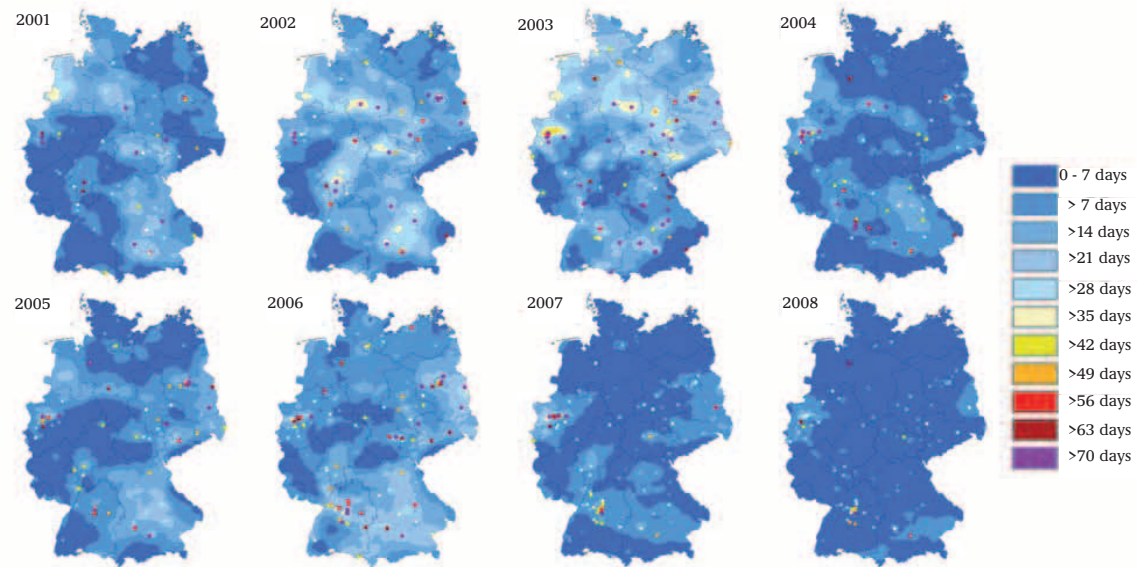 2001
2002
2003
2004
0 - 7 days
> 7 days
>14 days
>21 days
>28 days
>35 days
>42 days
>49 days
>56 days
>63 days
>70 days
2005
2006
2007
2008